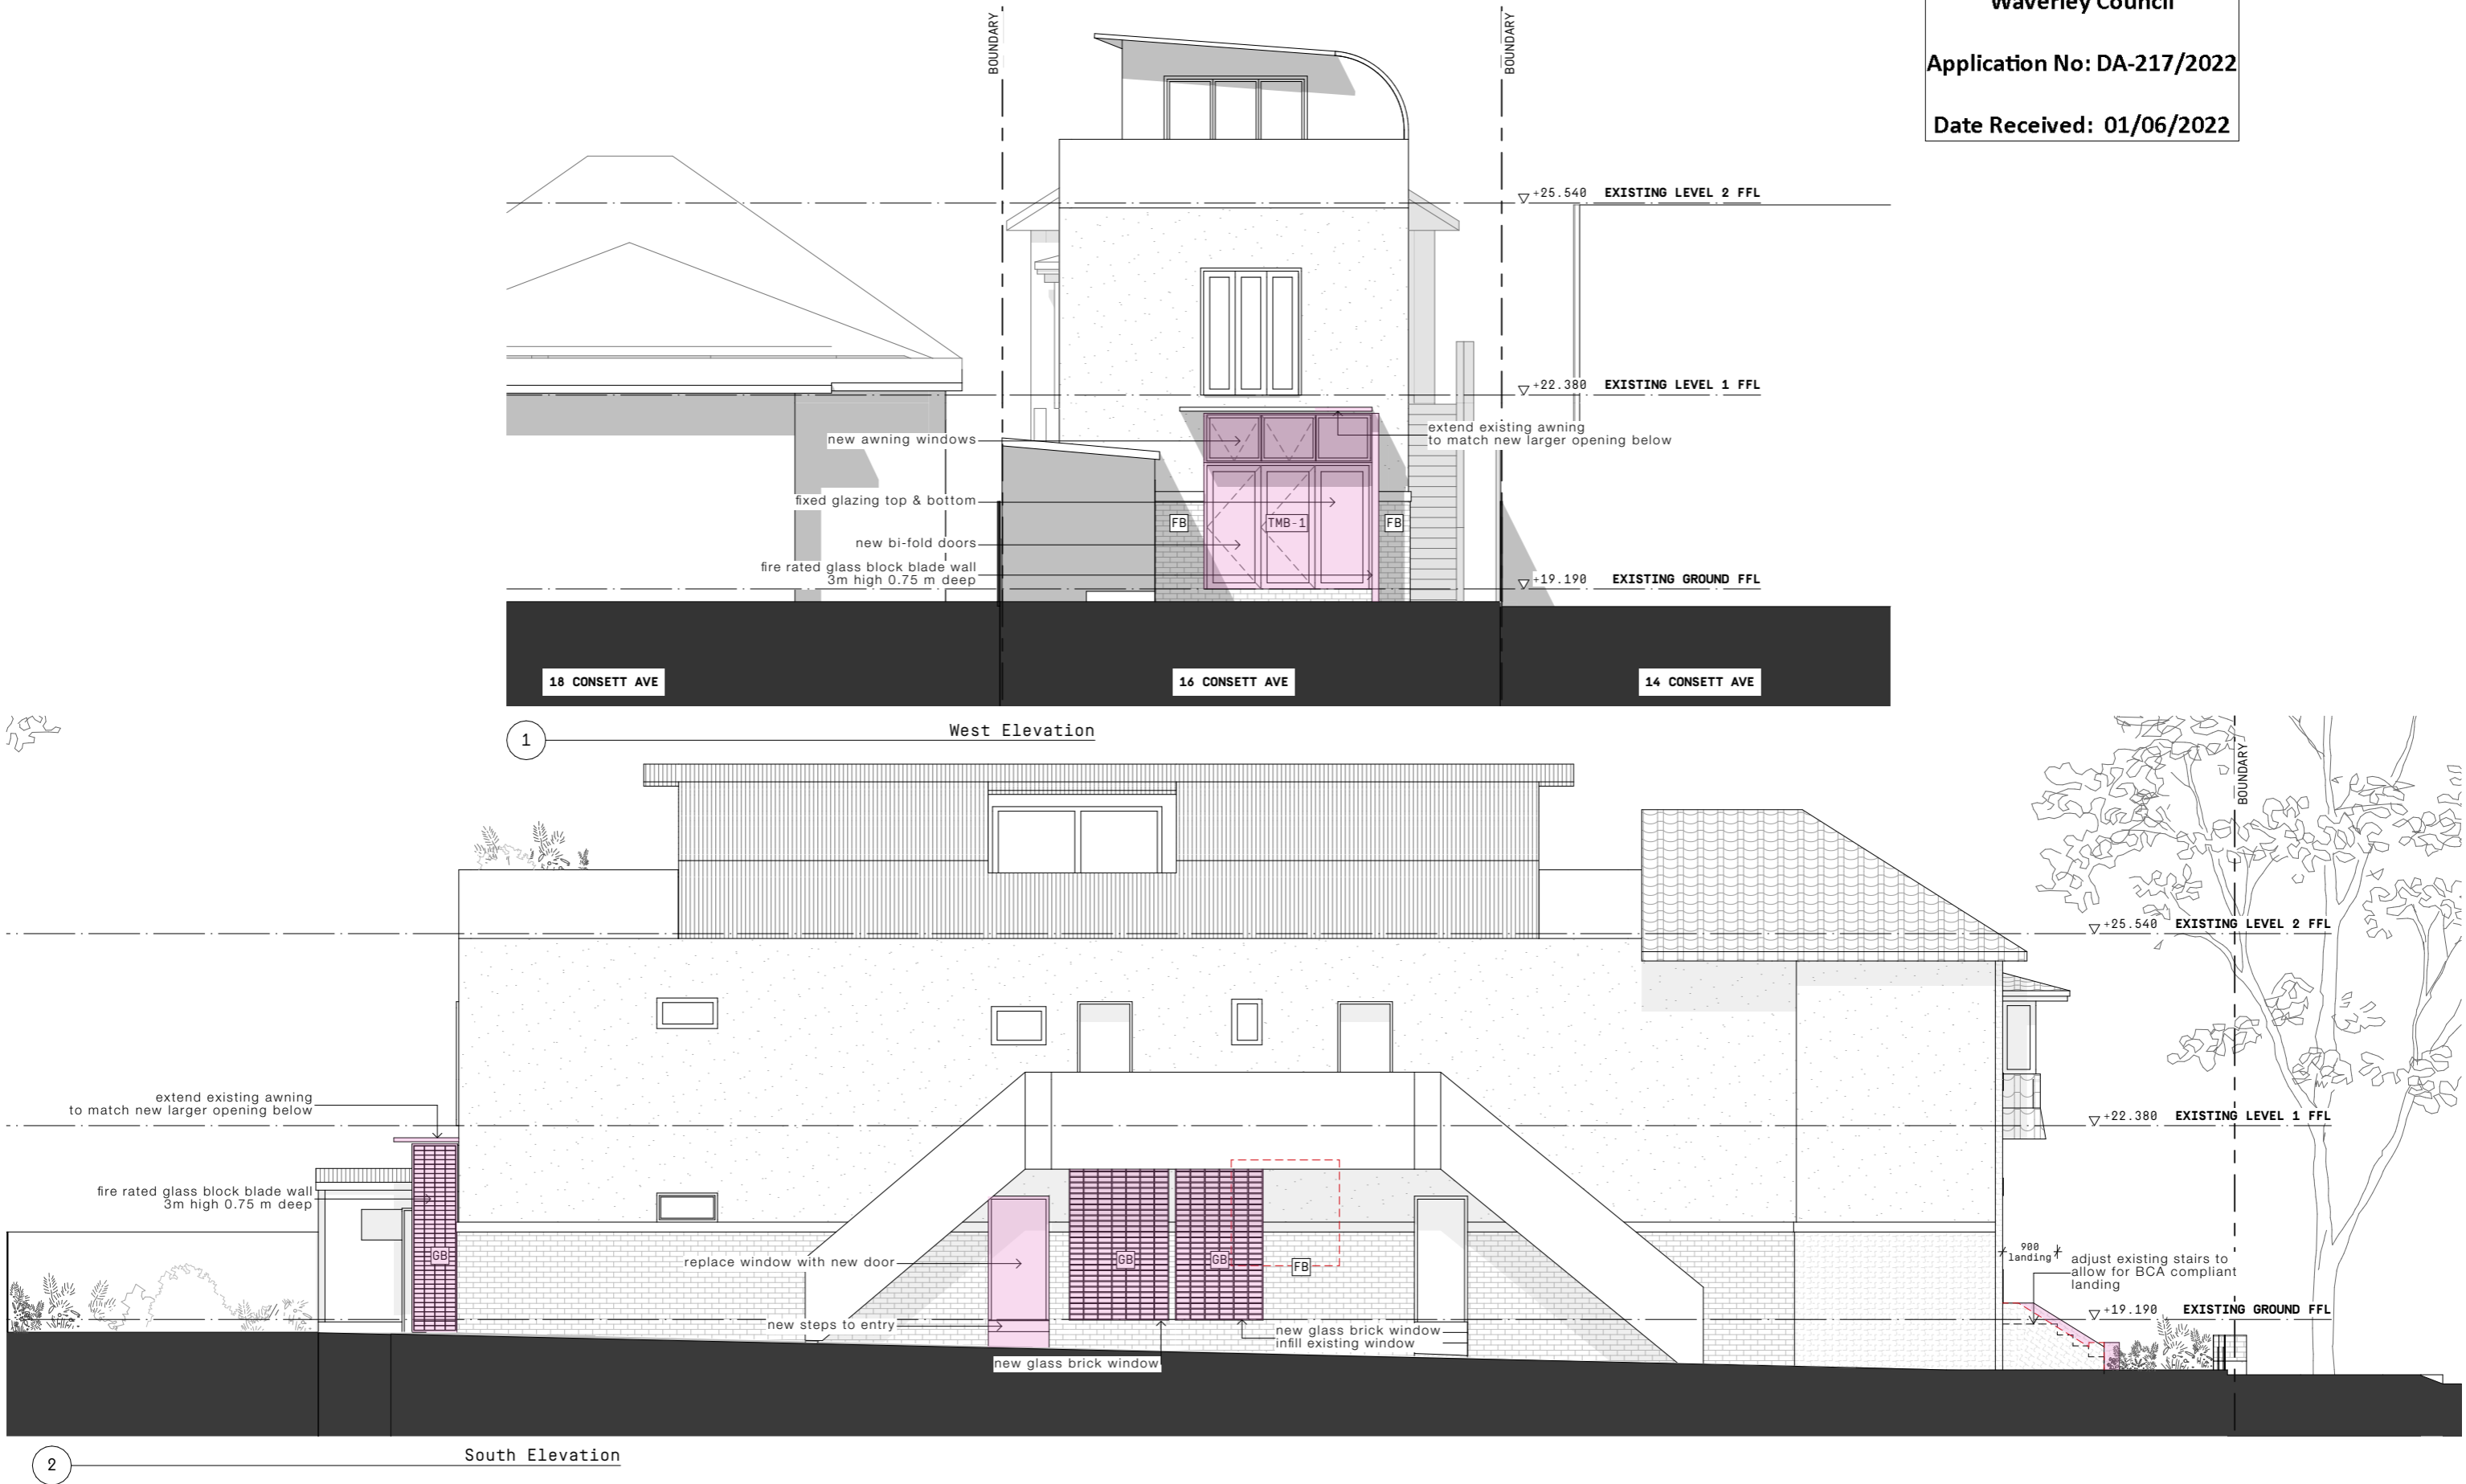 Waverley Council
Application No: DA-217/2022
Date Received: 01/06/2022
BOUNDARY
BOUNDARY
+25.540 EXISTING LEVEL 2 FFL
+22.380 EXISTING LEVEL 1 FFL
new awning windows
extend existing awning
to match new larger opening below
fixed glazing top & bottom
FB
TMB-1
FB
new bi-fold doors
fire rated glass block blade wall
3m high 0.75 m deep
+19.190 EXISTING GROUND FFL
18 CONSETT AVE
16 CONSETT AVE
14 CONSETT AVE
1
West Elevation
BOUNDARY
+25.540 EXISTING LEVEL 2 FFL
extend existing awning
to match new larger opening below
+22.380 EXISTING LEVEL 1 FFL
fire rated glass block blade wall
3m high 0.75 m deep
GB
replace window with new door
GB
GB
FB
900
landing
adjust existing stairs to
allow for BCA compliant
landing
+19.190 EXISTING GROUND FFL
new steps to entry
new glass brick window
infill existing window
new glass brick window
2
South Elevation